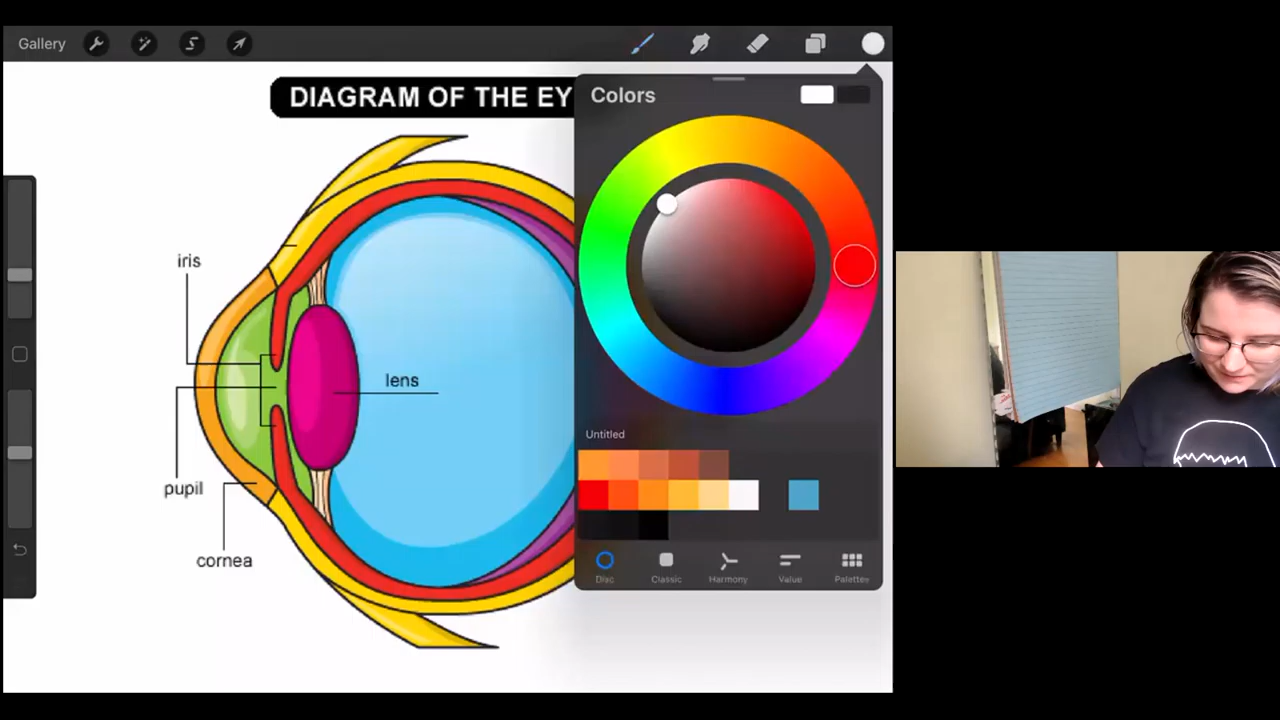 Gallery
DIAGRAM OF THE EY
Colors
iris
lens
pupil
cornea
Untitled
Disc
Classic
Harmony
Value
Palettes